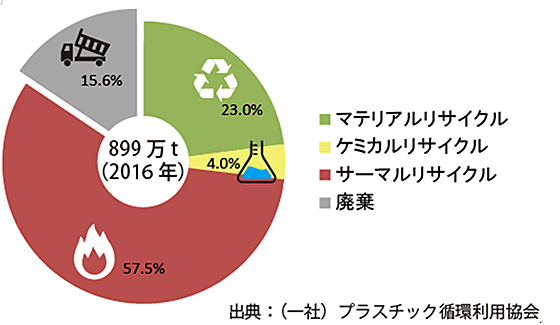 15.6%
23.0%
マテリアルリサイクル
ケミカルリサイクル
サーマルリサイクル
廃棄
899 万 t
（2016 年）
4.0%
57.5%
出典：（一社）プラスチック循環利用協会